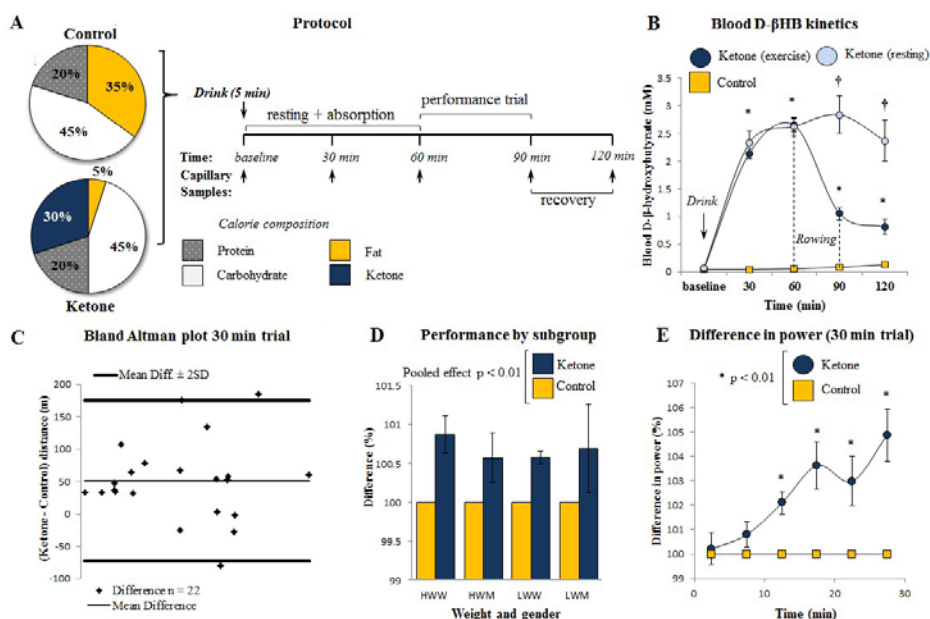 A
Protocol
Control
20%
35%
45%
5%
30%
45%
20%
Ketone
Drink (5 min)
resting + absorption
performance trial
Time: baseline 30 min 60 min 90 min 120 min
Capillary
Samples:
recovery
Calorie composition
Protein
Fat
Carbohydrate
Ketone
B
Blood D-βHB kinetics
Ketone (exercise)
Ketone (resting)
Control
Blood D-β-hydroxybutyrate (mM)
3.5
3
2.5
2
1.5
1
0.5
0
* * † †
* *
Drink
Rowing
baseline 30 60 90 120
Time (min)
C
Bland Altman plot 30 min trial
Mean Diff. ± 2SD
(Ketone - Control) distance (m)
200
150
100
50
0
-50
-100
Difference n = 22
Mean Difference
D
Performance by subgroup
Pooled effect p < 0.01
Ketone
Control
Difference (%)
101.5
101
100.5
100
99.5
99
HWW HWM LWW LWM
Weight and gender
E
Difference in power (30 min trial)
* p < 0.01
Ketone
Control
Difference in power (%)
107
106
105
104
103
102
101
100
99
* * * *
0 10 20 30
Time (min)